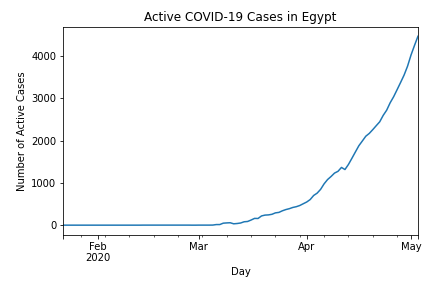 Active COVID-19 Cases in Egypt
Number of Active Cases
4000
3000
2000
1000
0
Feb
2020
Mar
Apr
May
Day